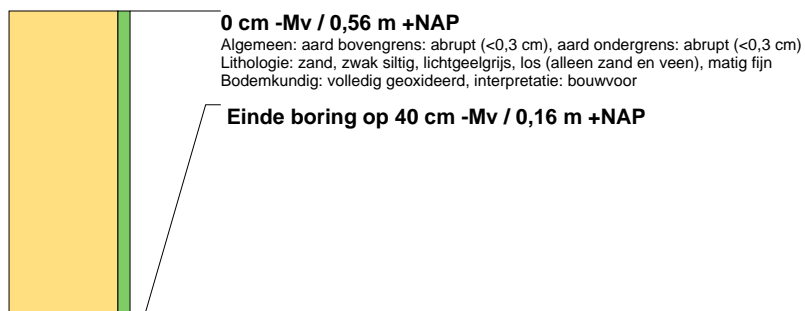 0 cm -Mv / 0,56 m +NAP
Algemeen: aard bovengrens: abrupt (<0,3 cm), aard ondergrens: abrupt (<0,3 cm)
Lithologie: zand, zwak siltig, lichtgeelgrijs, los (alleen zand en veen), matig fijn
Bodemkundig: volledig geoxideerd, interpretatie: bouwvoor
Einde boring op 40 cm -Mv / 0,16 m +NAP